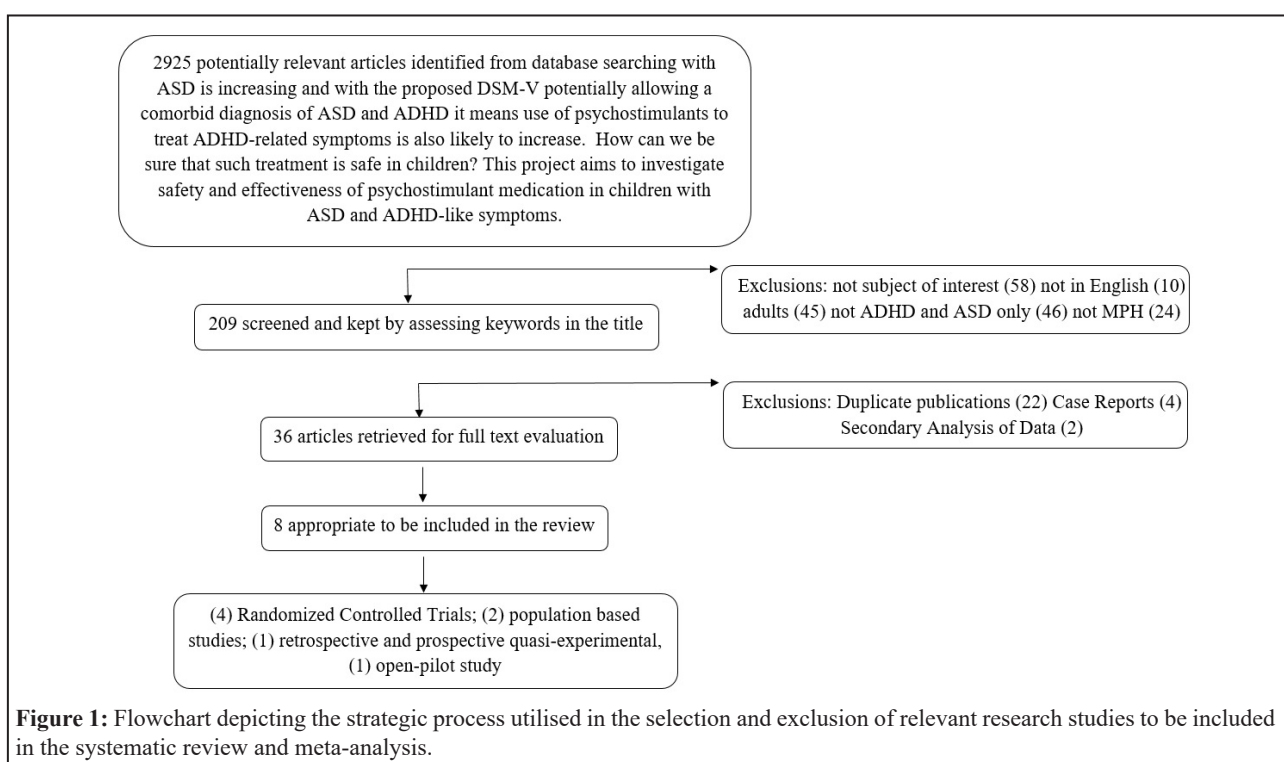 2925 potentially relevant articles identified from database searching with
ASD is increasing and with the proposed DSM-V potentially allowing a
comorbid diagnosis of ASD and ADHD it means use of psychostimulants to
treat ADHD-related symptoms is also likely to increase. How can we be
sure that such treatment is safe in children? This project aims to investigate
safety and effectiveness of psychostimulant medication in children with
ASD and ADHD-like symptoms.
Exclusions: not subject of interest (58) not in English (10)
adults (45) not ADHD and ASD only (46) not MPH (24)
209 screened and kept by assessing keywords in the title
Exclusions: Duplicate publications (22) Case Reports (4)
Secondary Analysis of Data (2)
36 articles retrieved for full text evaluation
8 appropriate to be included in the review
(4) Randomized Controlled Trials; (2) population based
studies; (1) retrospective and prospective quasi-experimental,
(1) open-pilot study
Figure 1: Flowchart depicting the strategic process utilised in the selection and exclusion of relevant research studies to be included
in the systematic review and meta-analysis.